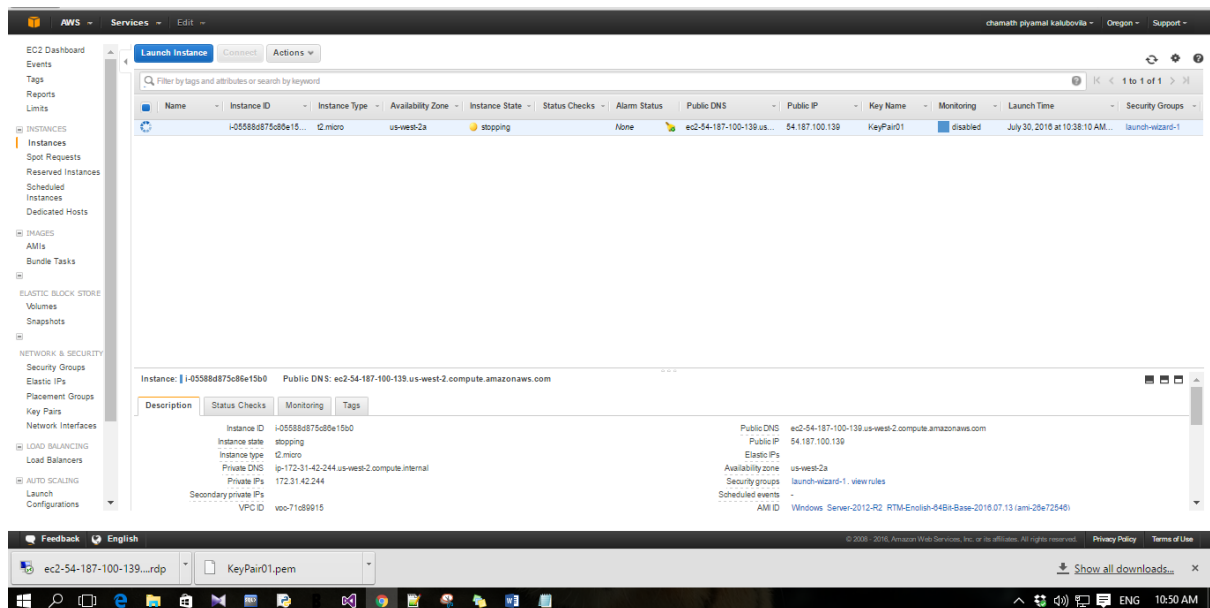 AWS Services Edit chamath piyamal kalubovila Oregon Support
EC2 Dashboard
Events
Tags
Reports
Limits
INSTANCES
Instances
Spot Requests
Reserved Instances
Scheduled
Instances
Dedicated Hosts
IMAGES
AMIs
Bundle Tasks
ELASTIC BLOCK STORE
Volumes
Snapshots
NETWORK & SECURITY
Security Groups
Elastic IPs
Placement Groups
Key Pairs
Network Interfaces
LOAD BALANCING
Load Balancers
AUTO SCALING
Launch
Configurations
Launch Instance Connect Actions
Filter by tags and attributes or search by keyword 1 to 1 of 1
Name Instance ID Instance Type Availability Zone Instance State Status Checks Alarm Status Public DNS Public IP Key Name Monitoring Launch Time Security Groups
i-05588d875c86e15... t2.micro us-west-2a stopping None ec2-54-187-100-139.us... 54.187.100.139 KeyPair01 disabled July 30, 2016 at 10:38:10 AM... launch-wizard-1
Instance: i-05588d875c86e15b0 Public DNS: ec2-54-187-100-139.us-west-2.compute.amazonaws.com
Description Status Checks Monitoring Tags
Instance ID i-05588d875c86e15b0 Public DNS ec2-54-187-100-139.us-west-2.compute.amazonaws.com
Instance state stopping Public IP 54.187.100.139
Instance type t2.micro Elastic IPs
Private DNS ip-172-31-42-244.us-west-2.compute.internal Availability zone us-west-2a
Private IPs 172.31.42.244 Security groups launch-wizard-1. view rules
Secondary private IPs Scheduled events -
VPC ID vpc-71c89915 AMI ID Windows_Server-2012-R2_RTM-English-64Bit-Base-2016.07.13 (ami-26e72546)
Feedback English © 2008 - 2016, Amazon Web Services, Inc. or its affiliates. All rights reserved. Privacy Policy Terms of Use
ec2-54-187-100-139....rdp KeyPair01.pem Show all downloads...
ENG 10:50 AM